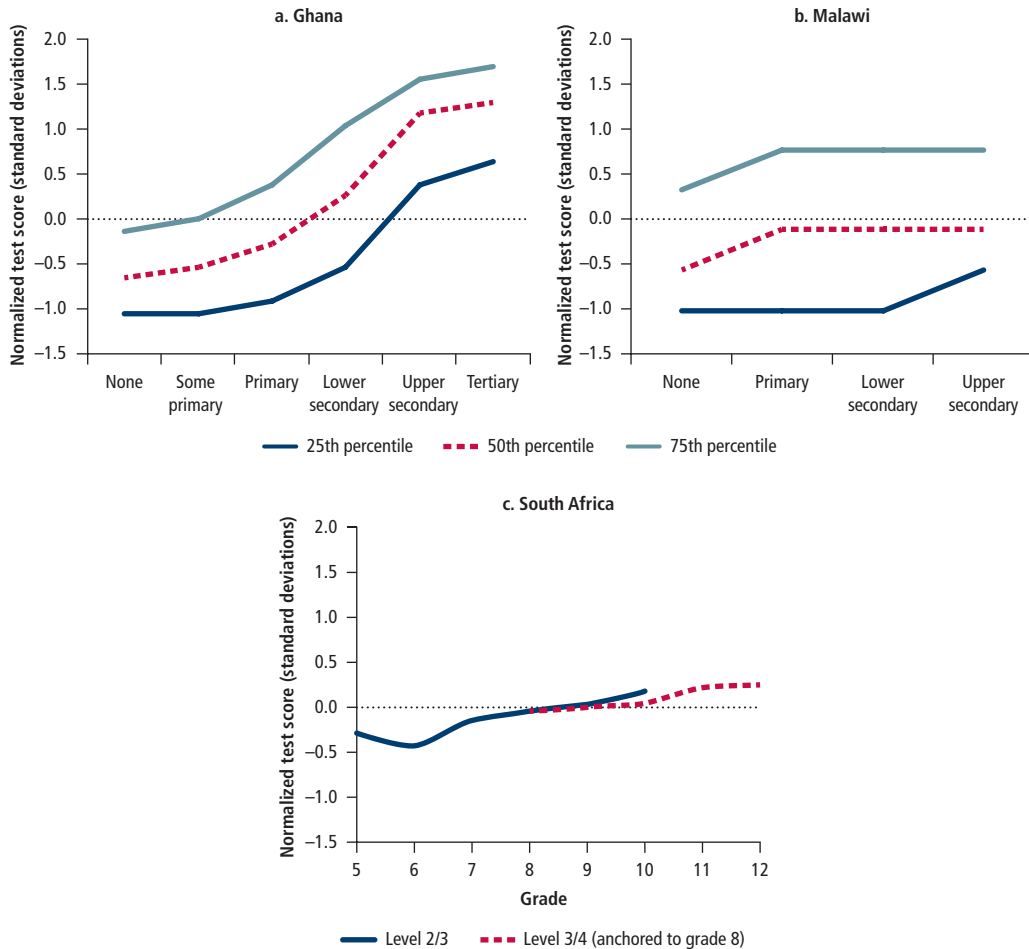 a. Ghana
Normalized test score (standard deviations)
2.0
1.5
1.0
0.5
0.0
–0.5
–1.0
–1.5
None
Some
primary
Primary
Lower
secondary
Upper
secondary
Tertiary
b. Malawi
Normalized test score (standard deviations)
2.0
1.5
1.0
0.5
0.0
–0.5
–1.0
–1.5
None
Primary
Lower
secondary
Upper
secondary
25th percentile
50th percentile
75th percentile
c. South Africa
Normalized test score (standard deviations)
2.0
1.5
1.0
0.5
0.0
–0.5
–1.0
–1.5
5 6 7 8 9 10 11 12
Grade
Level 2/3
Level 3/4 (anchored to grade 8)